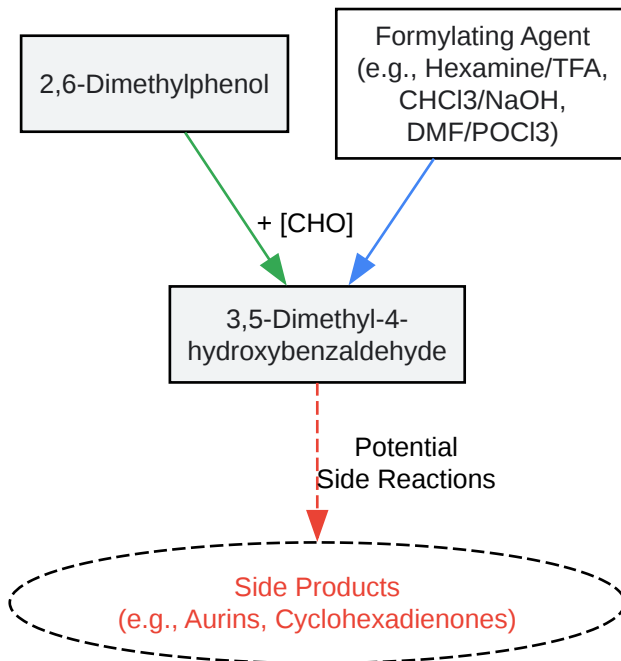 2,6-Dimethylphenol
Formylating Agent
(e.g., Hexamine/TFA,
CHCl3/NaOH,
DMF/POCl3)
+ [CHO]
3,5-Dimethyl-4-
hydroxybenzaldehyde
Potential
Side Reactions
Side Products
(e.g., Aurins, Cyclohexadienones)